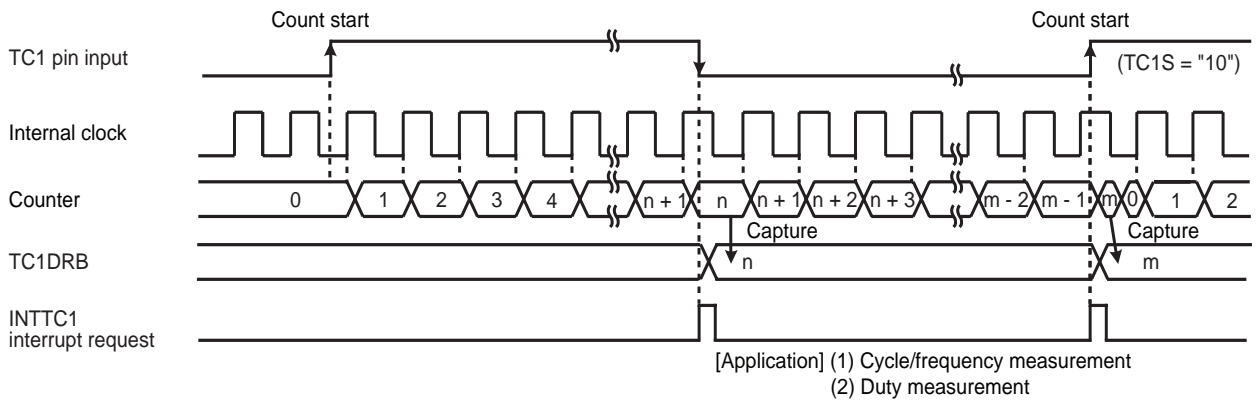 Count start
Count start
TC1 pin input
(TC1S = "10")
Internal clock
Counter
0 1 2 3 4 n + 1 n n + 1 n + 2 n + 3 m - 2 m - 1 m 0 1 2
Capture
Capture
TC1DRB
n
m
INTTC1
interrupt request
[Application] (1) Cycle/frequency measurement
(2) Duty measurement